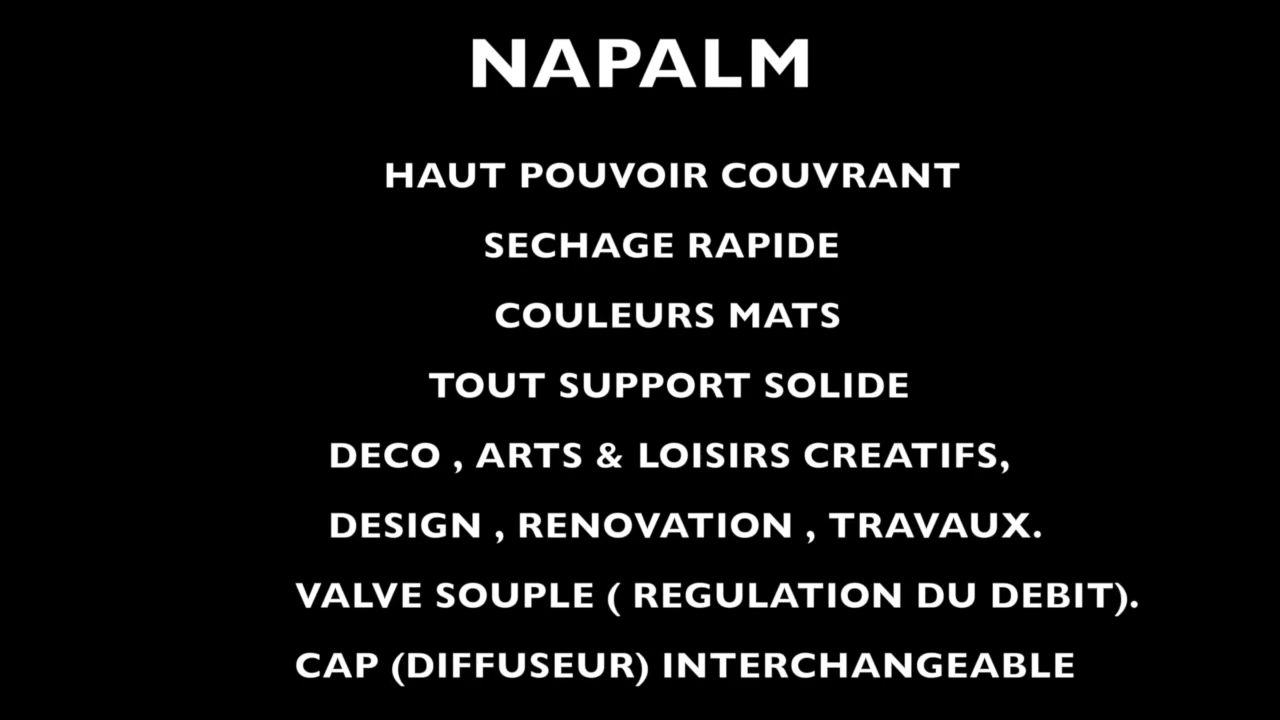 NAPALM
HAUT POUVOIR COUVRANT
SECHAGE RAPIDE
COULEURS MATS
TOUT SUPPORT SOLIDE
DECO , ARTS & LOISIRS CREATIFS,
DESIGN , RENOVATION , TRAVAUX.
VALVE SOUPLE ( REGULATION DU DEBIT).
CAP (DIFFUSEUR) INTERCHANGEABLE